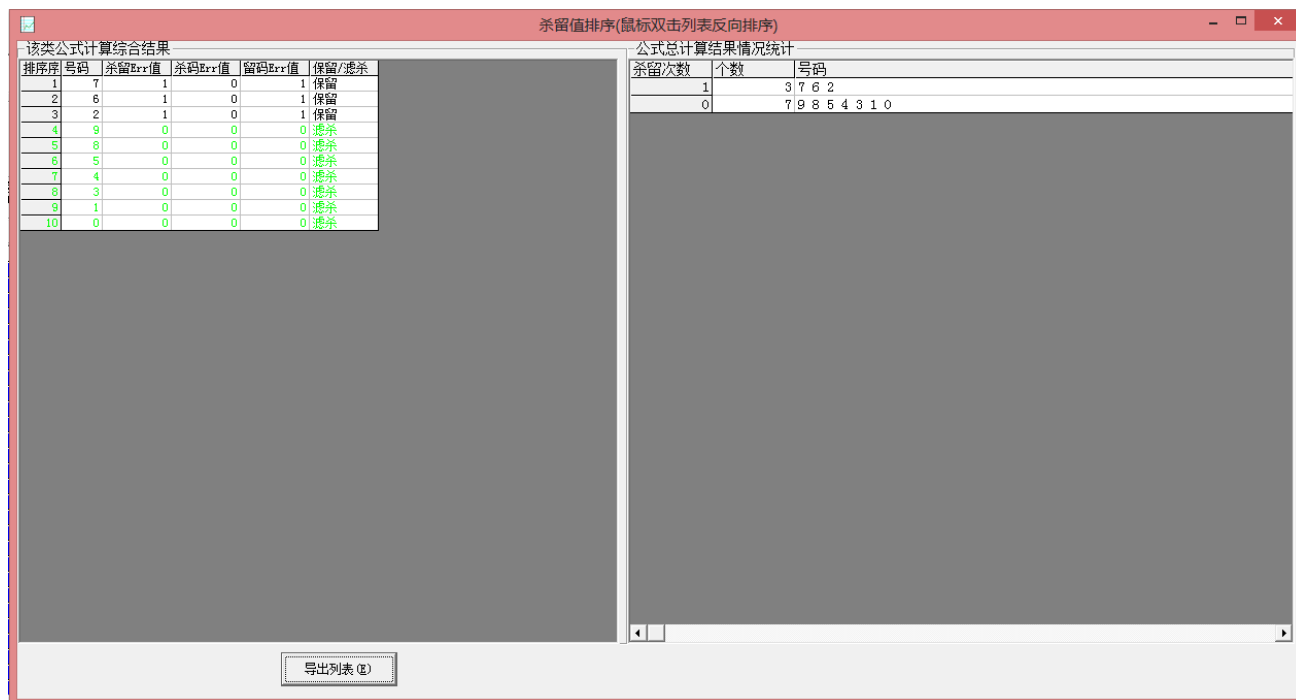 杀留值排序(鼠标双击列表反向排序)
该类公式计算综合结果
排序序 号码 杀留Err值 杀码Err值 留码Err值 保留/滤杀
1 7 1 0 1 保留
2 6 1 0 1 保留
3 2 1 0 1 保留
4 9 0 0 0 滤杀
5 8 0 0 0 滤杀
6 5 0 0 0 滤杀
7 4 0 0 0 滤杀
8 3 0 0 0 滤杀
9 1 0 0 0 滤杀
10 0 0 0 0 滤杀
公式总计算结果情况统计
杀留次数 个数 号码
1 3 7 6 2
0 7 9 8 5 4 3 1 0
导出列表(E)